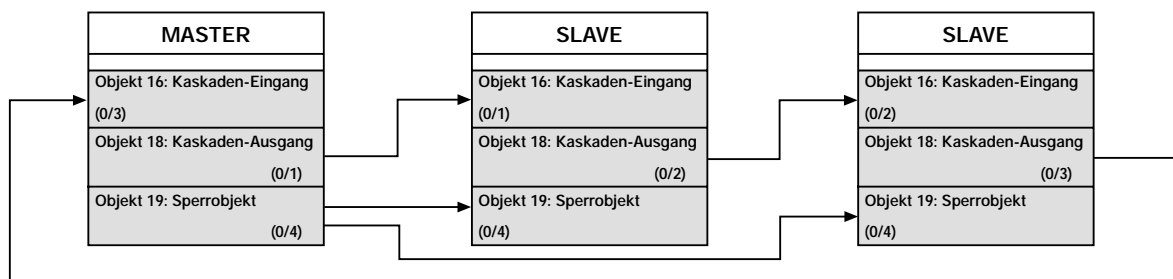 MASTER
Objekt 16: Kaskaden-Eingang
(0/3)
Objekt 18: Kaskaden-Ausgang
(0/1)
Objekt 19: Sperrobjekt
(0/4)
SLAVE
Objekt 16: Kaskaden-Eingang
(0/1)
Objekt 18: Kaskaden-Ausgang
(0/2)
Objekt 19: Sperrobjekt
(0/4)
SLAVE
Objekt 16: Kaskaden-Eingang
(0/2)
Objekt 18: Kaskaden-Ausgang
(0/3)
Objekt 19: Sperrobjekt
(0/4)